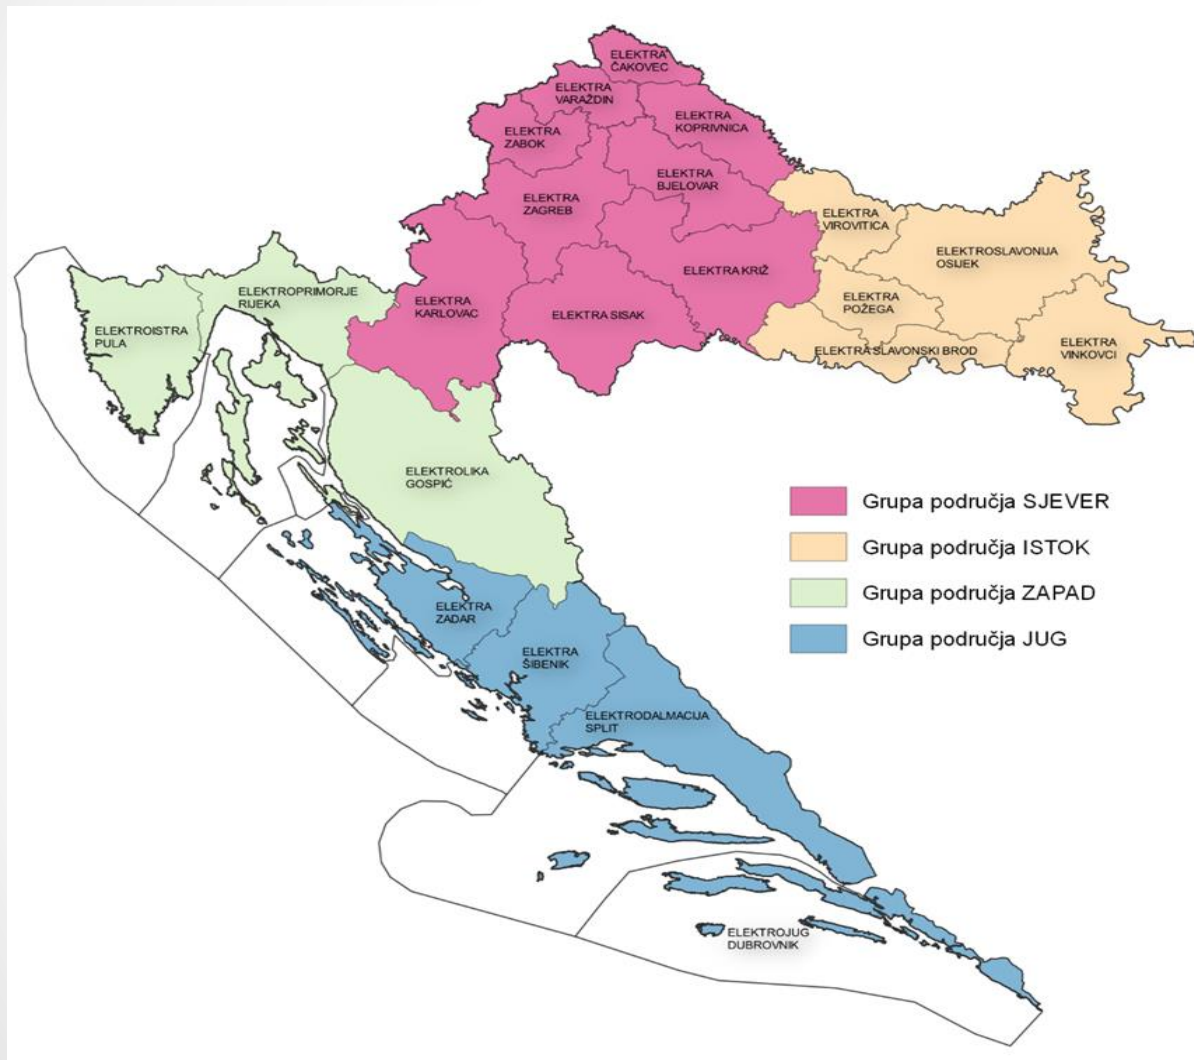 ELEKTRA
ČAKOVEC
ELEKTRA
VARAŽDIN
ELEKTRA
KOPRIVNICA
ELEKTRA
ZABOK
ELEKTRA
BJELOVAR
ELEKTRA
ZAGREB
ELEKTRA
VIROVITICA
ELEKTROSLAVONIJA
OSIJEK
ELEKTRA KRIŽ
ELEKTROPRIMORJE
RIJEKA
ELEKTRA
KARLOVAC
ELEKTRA SISAK
ELEKTRA
POŽEGA
ELEKTROISTRA
PULA
ELEKTRA SLAVONSKI BROD
ELEKTRA
VINKOVCI
ELEKTROLIKA
GOSPIĆ
Grupa područja SJEVER
Grupa područja ISTOK
Grupa područja ZAPAD
Grupa područja JUG
ELEKTRA
ZADAR
ELEKTRA
ŠIBENIK
ELEKTRODALMACIJA
SPLIT
ELEKTROJUG
DUBROVNIK